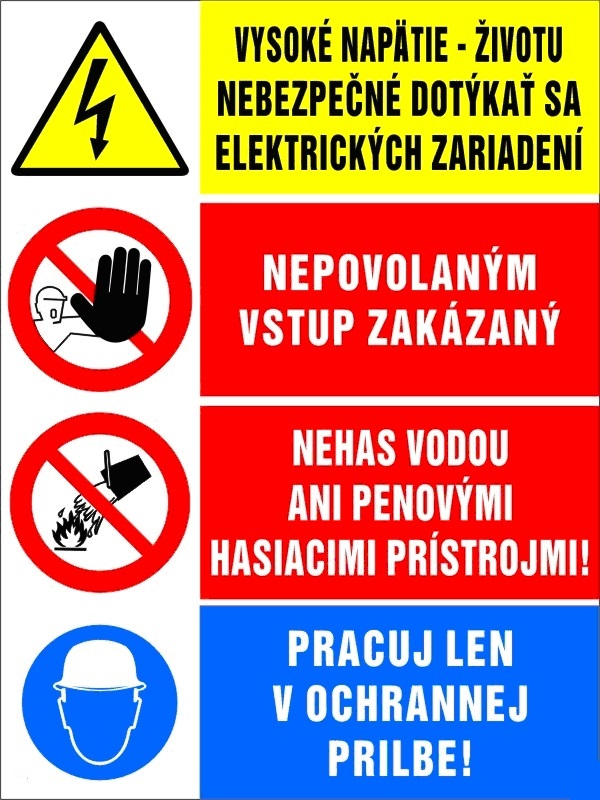 VYSOKÉ NAPÄTIE - ŽIVOTU
NEBEZPEČNÉ DOTÝKAŤ SA
ELEKTRICKÝCH ZARIADENÍ
NEPOVOLANÝM
VSTUP ZAKÁZANÝ
NEHAS VODOU
ANI PENOVÝMI
HASIACIMI PRÍSTROJMI!
PRACUJ LEN
V OCHRANNEJ
PRILBE!